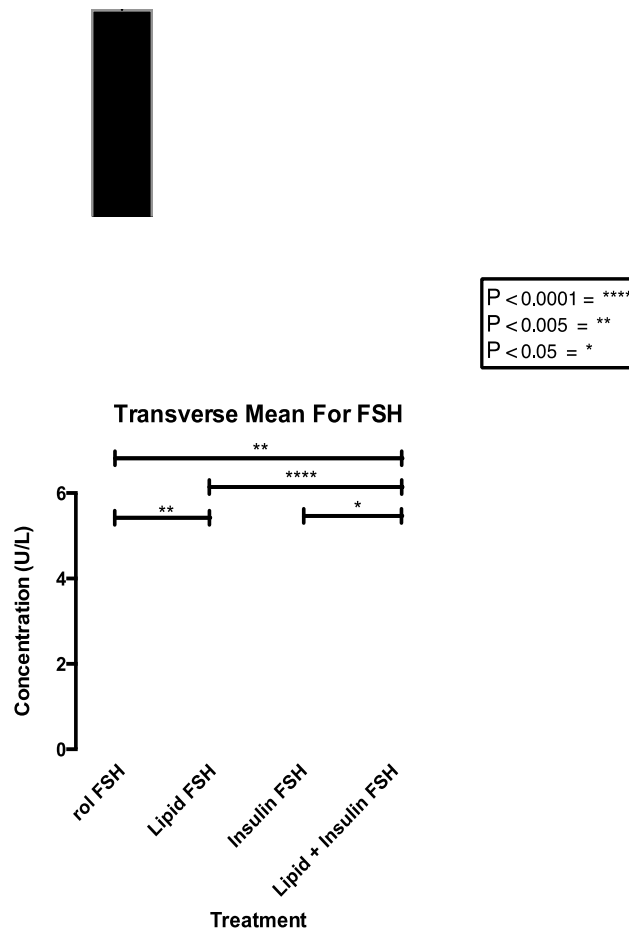 P < 0.0001 = ****
P < 0.005 = **
P < 0.05 = *
Transverse Mean For FSH
**
****
**
*
Concentration (U/L)
6
4
2
0
rol FSH
Lipid FSH
Insulin FSH
Lipid + Insulin FSH
Treatment